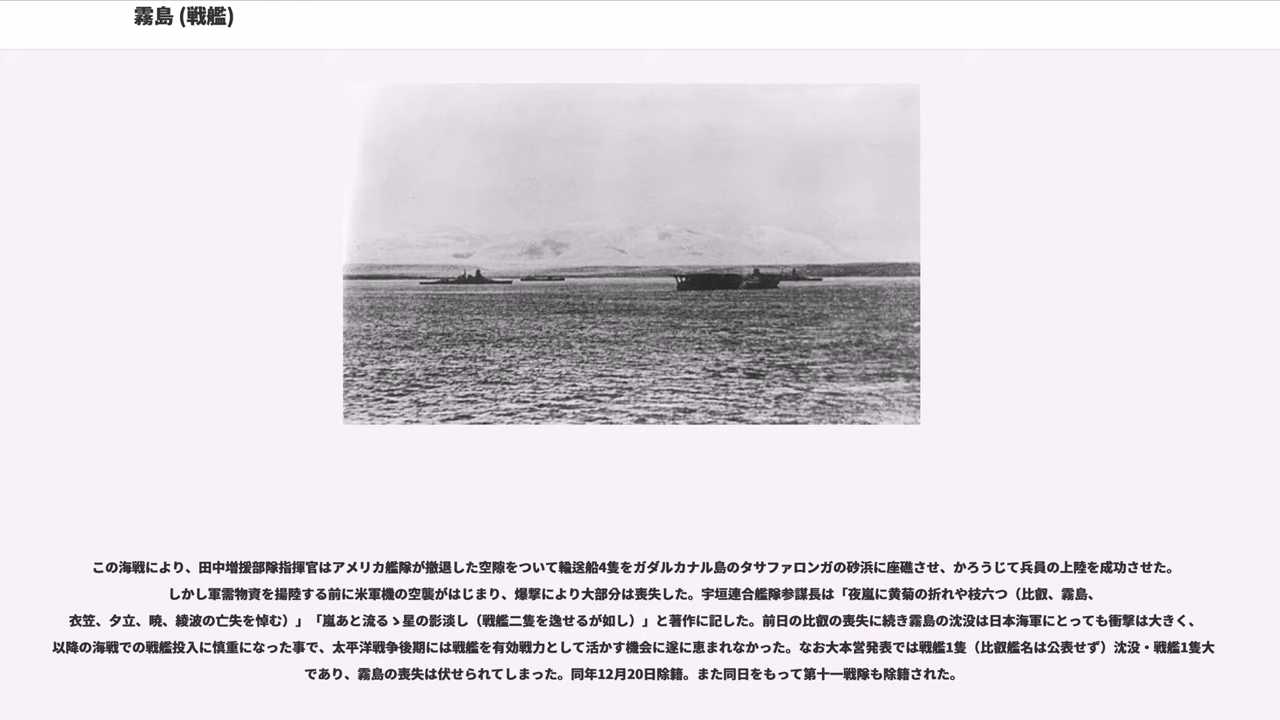 霧島 (戦艦)
この海戦により、田中増援部隊指揮官はアメリカ艦隊が撤退した空隙をついて輸送船4隻をガダルカナル島のタサファロンガの砂浜に座礁させ、かろうじて兵員の上陸を成功させた。
しかし軍需物資を揚陸する前に米軍機の空襲がはじまり、爆撃により大部分は喪失した。宇垣連合艦隊参謀長は「夜嵐に黄菊の折れや枝六つ（比叡、霧島、
衣笠、夕立、暁、綾波の亡失を悼む）」「嵐あと流るゝ星の影淡し（戦艦二隻を逸せるが如し）」と著作に記した。前日の比叡の喪失に続き霧島の沈没は日本海軍にとっても衝撃は大きく、
以降の海戦での戦艦投入に慎重になった事で、太平洋戦争後期には戦艦を有効戦力として活かす機会に遂に恵まれなかった。なお大本営発表では戦艦1隻（比叡艦名は公表せず）沈没・戦艦1隻大
であり、霧島の喪失は伏せられてしまった。同年12月20日除籍。また同日をもって第十一戦隊も除籍された。